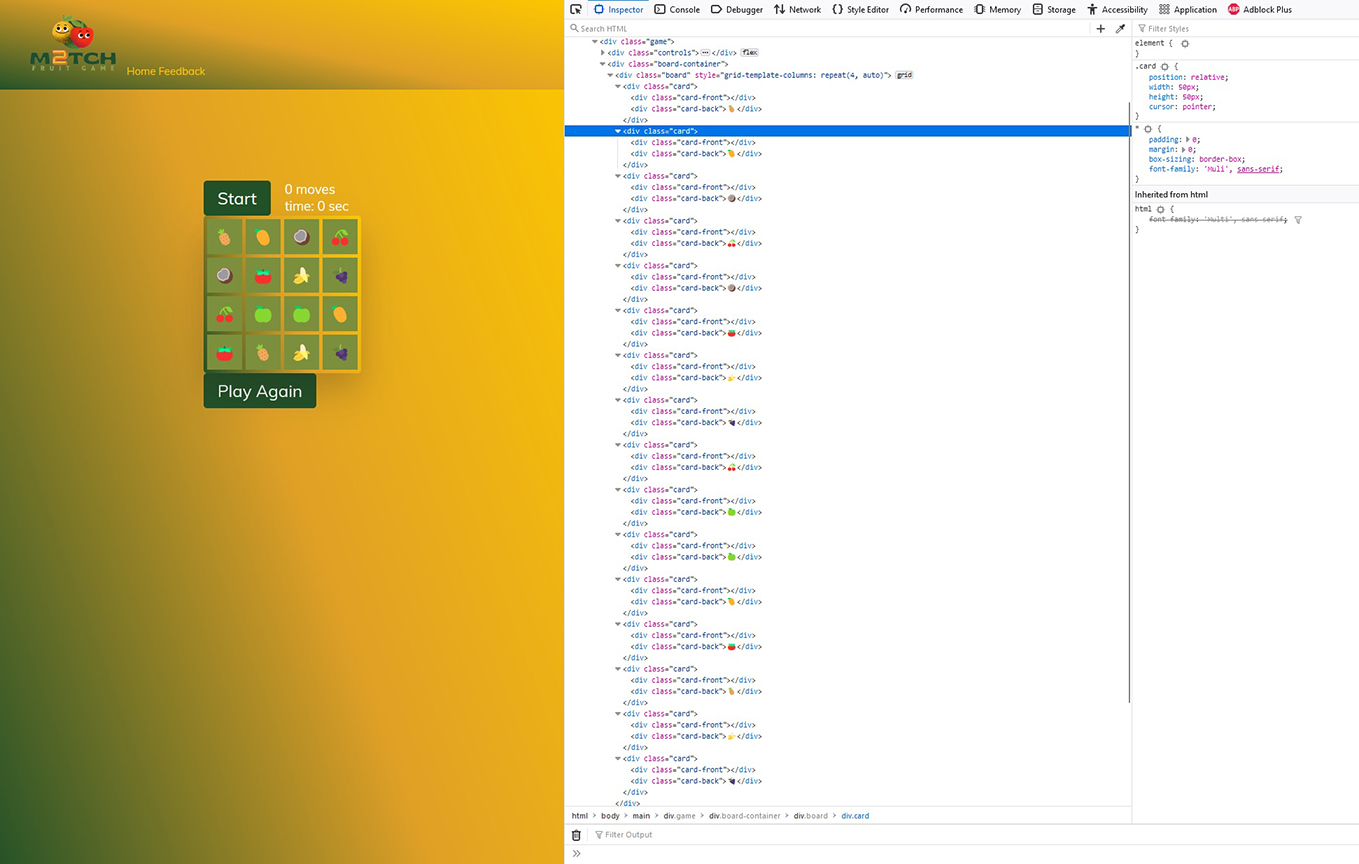 M2TCH
FRUIT GAME
Home Feedback
Start
0 moves
time: 0 sec
Play Again
Inspector Console Debugger Network Style Editor Performance Memory Storage Accessibility Application ABP Adblock Plus
Search HTML
<div class="game">
<div class="controls"> ⋯ </div> flex
<div class="board-container">
<div class="board" style="grid-template-columns: repeat(4, auto)"> grid
<div class="card">
<div class="card-front"></div>
<div class="card-back">🍍</div>
</div>
<div class="card">
<div class="card-front"></div>
<div class="card-back">🥭</div>
</div>
<div class="card">
<div class="card-front"></div>
<div class="card-back">🥥</div>
</div>
<div class="card">
<div class="card-front"></div>
<div class="card-back">🍒</div>
</div>
<div class="card">
<div class="card-front"></div>
<div class="card-back">🥥</div>
</div>
<div class="card">
<div class="card-front"></div>
<div class="card-back">🍅</div>
</div>
<div class="card">
<div class="card-front"></div>
<div class="card-back">🍌</div>
</div>
<div class="card">
<div class="card-front"></div>
<div class="card-back">🍇</div>
</div>
<div class="card">
<div class="card-front"></div>
<div class="card-back">🍒</div>
</div>
<div class="card">
<div class="card-front"></div>
<div class="card-back">🍏</div>
</div>
<div class="card">
<div class="card-front"></div>
<div class="card-back">🍏</div>
</div>
<div class="card">
<div class="card-front"></div>
<div class="card-back">🥭</div>
</div>
<div class="card">
<div class="card-front"></div>
<div class="card-back">🍅</div>
</div>
<div class="card">
<div class="card-front"></div>
<div class="card-back">🍍</div>
</div>
<div class="card">
<div class="card-front"></div>
<div class="card-back">🍌</div>
</div>
<div class="card">
<div class="card-front"></div>
<div class="card-back">🍇</div>
</div>
</div>
html > body > main > div.game > div.board-container > div.board > div.card
Filter Output
>>
Filter Styles
element {
}
.card {
position: relative;
width: 50px;
height: 50px;
cursor: pointer;
}
* {
padding: 0;
margin: 0;
box-sizing: border-box;
font-family: 'Muli', sans-serif;
}
Inherited from html
html {
font-family: 'Multi', sans-serif;
}